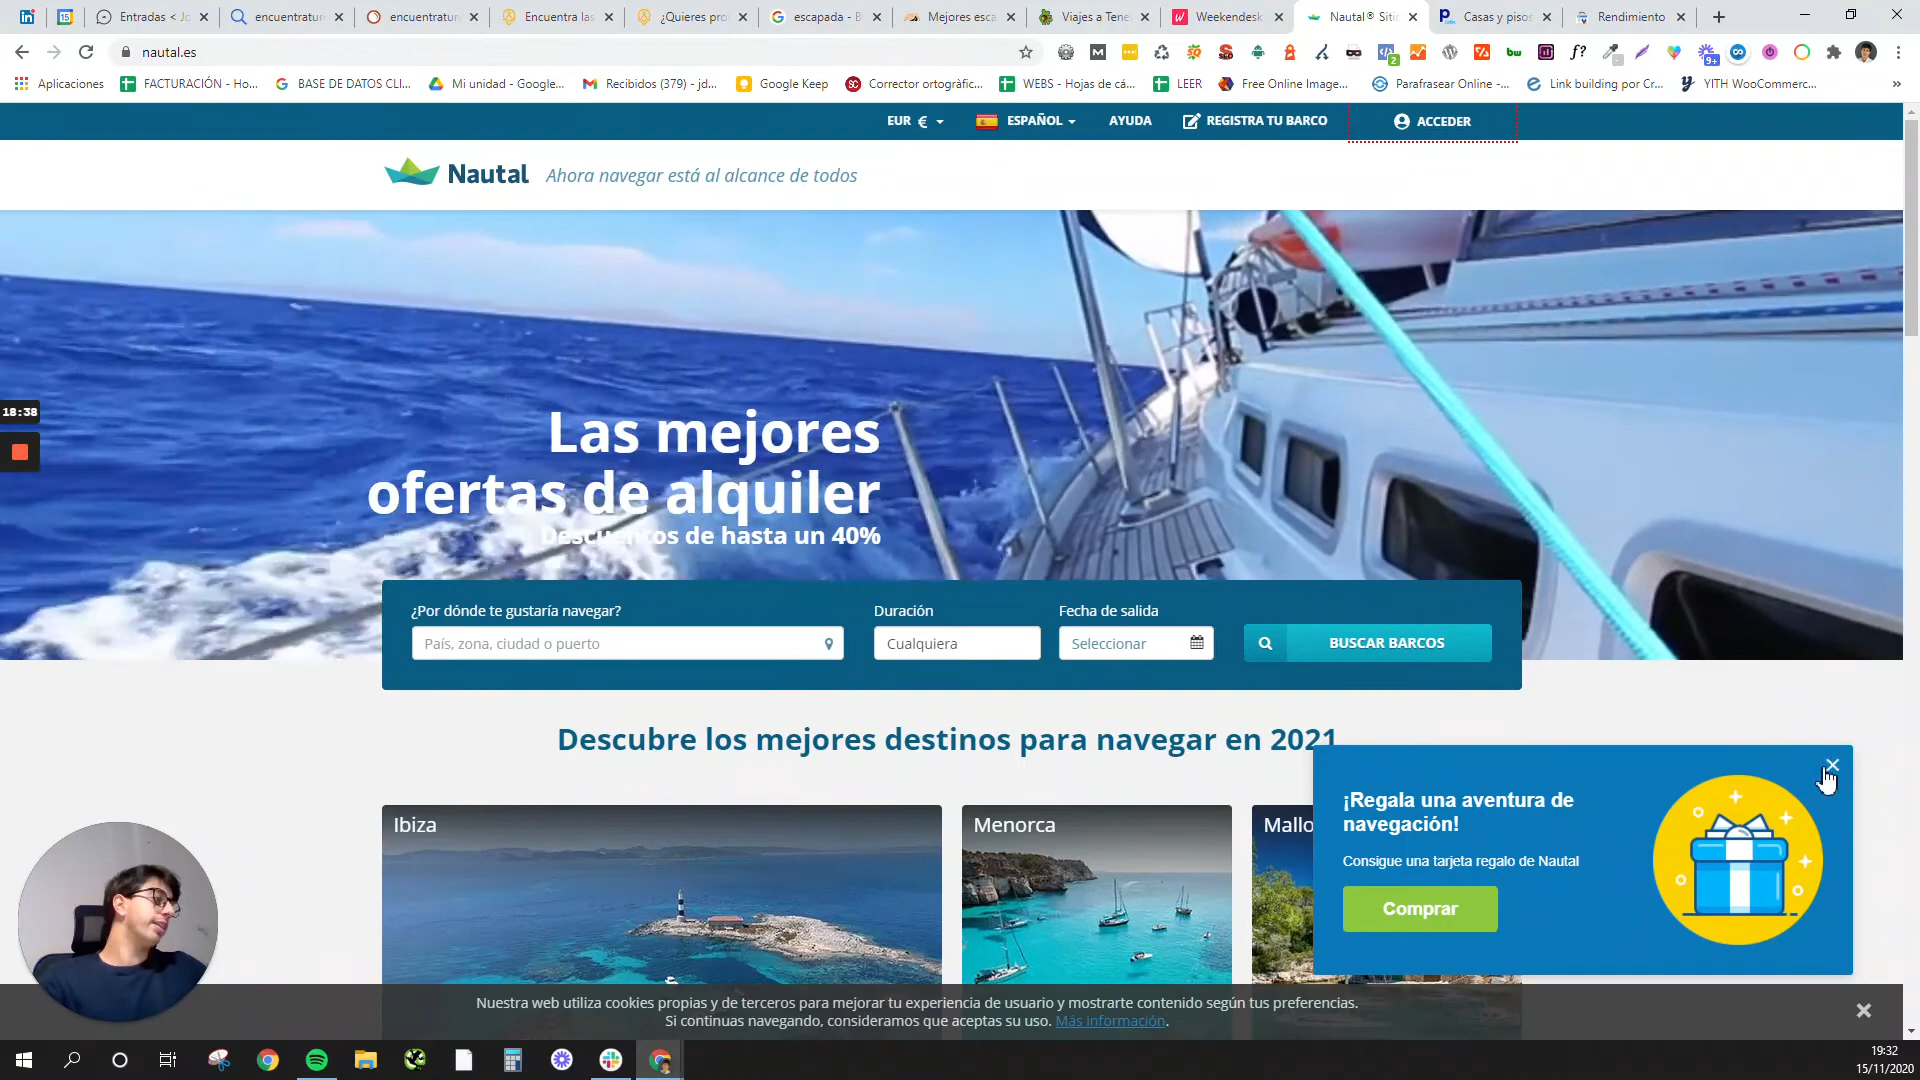 Entradas < Jo
encuentratur
encuentratur
Encuentra las
¿Quieres pro
escapada - B
Mejores esca
Viajes a Tene
Weekendesk
Nautal® Siti
Casas y pisos
Rendimiento
nautal.es
Aplicaciones
FACTURACIÓN - Ho...
BASE DE DATOS CLI...
Mi unidad - Google...
Recibidos (379) - jd...
Google Keep
Corrector ortogràfic...
WEBS - Hojas de cá...
LEER
Free Online Image...
Parafrasear Online -...
Link building por Cr...
YITH WooCommerc...
EUR €
ESPAÑOL
AYUDA
REGISTRA TU BARCO
ACCEDER
Nautal
Ahora navegar está al alcance de todos
18:38
Las mejores
ofertas de alquiler
Descuentos de hasta un 40%
¿Por dónde te gustaría navegar?
Duración
Fecha de salida
País, zona, ciudad o puerto
Cualquiera
Seleccionar
BUSCAR BARCOS
Descubre los mejores destinos para navegar en 2021
Ibiza
Menorca
Mallo
¡Regala una aventura de
navegación!
Consigue una tarjeta regalo de Nautal
Comprar
Nuestra web utiliza cookies propias y de terceros para mejorar tu experiencia de usuario y mostrarte contenido según tus preferencias.
Si continuas navegando, consideramos que aceptas su uso. Más información.
19:32
15/11/2020